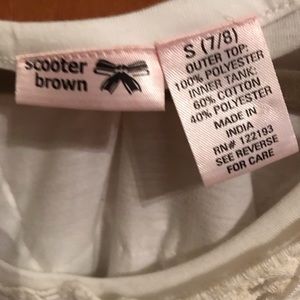 scooter
brown
S (7/8)
OUTER TOP:
100% POLYESTER
INNER TANK:
60% COTTON
40% POLYESTER
MADE IN
INDIA
RN# 122193
SEE REVERSE
FOR CARE